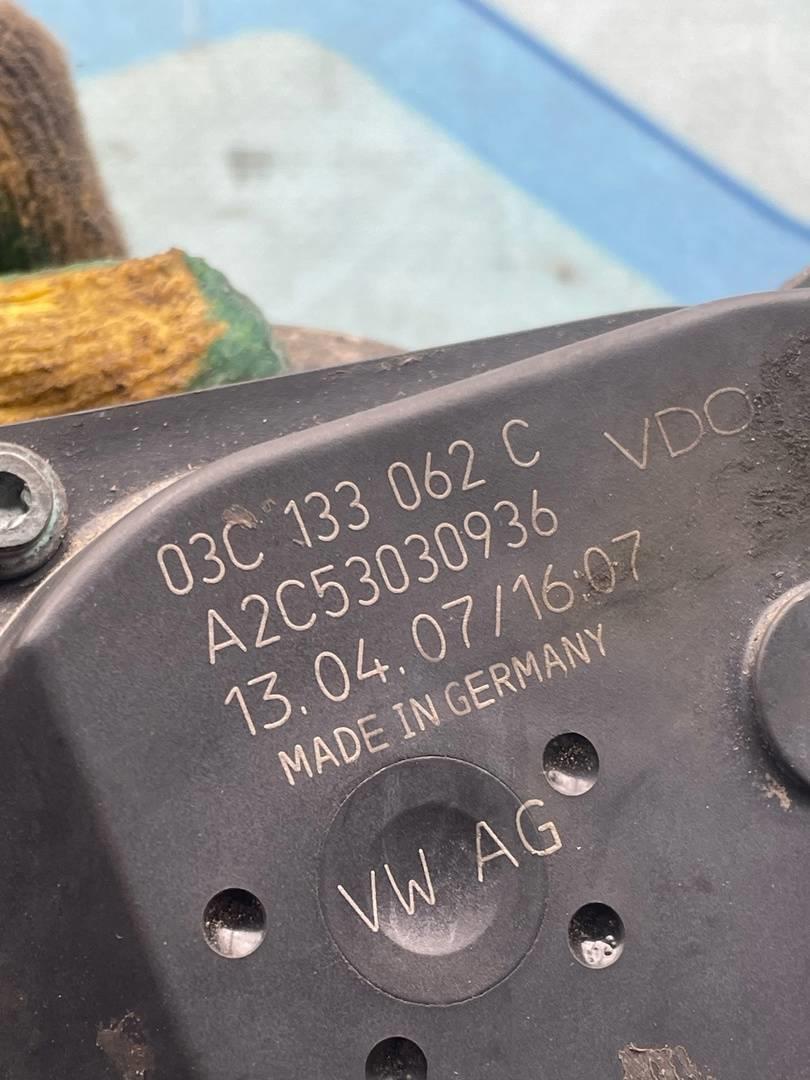 03C 133 062 C VDO
A2C53030936
13.04.07/16:07
MADE IN GERMANY
VW AG